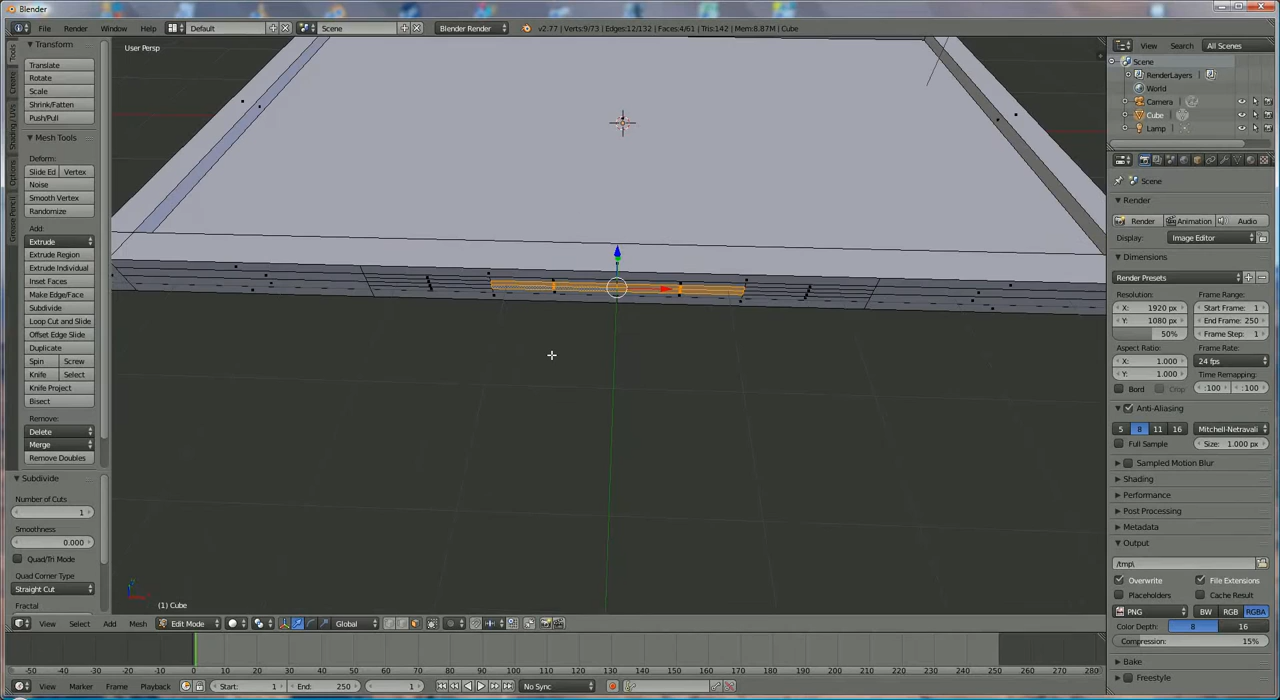 Blender
File Render Window Help Default Scene Blender Render v2.77 | Verts:9/73 | Edges:12/132 | Faces:4/61 | Tris:142 | Mem:8.87M | Cube
View Search All Scenes
User Persp
Tools
Create
Shading / UVs
Options
Grease Pencil
Transform
Translate
Rotate
Scale
Shrink/Fatten
Push/Pull
Mesh Tools
Deform:
Slide Ed Vertex
Noise
Smooth Vertex
Randomize
Add:
Extrude
Extrude Region
Extrude Individual
Inset Faces
Make Edge/Face
Subdivide
Loop Cut and Slide
Offset Edge Slide
Duplicate
Spin Screw
Knife Select
Knife Project
Bisect
Remove:
Delete
Merge
Remove Doubles
Subdivide
Number of Cuts
1
Smoothness
0.000
Quad/Tri Mode
Quad Corner Type
Straight Cut
Fractal
(1) Cube
View Select Add Mesh Edit Mode Global
Scene
RenderLayers
World
Camera
Cube
Lamp
Scene
Render
Render Animation Audio
Display: Image Editor
Dimensions
Render Presets
Resolution: Frame Range:
X: 1920 px Start Frame: 1
Y: 1080 px End Frame: 250
50% Frame Step: 1
Aspect Ratio: Frame Rate:
X: 1.000 24 fps
Y: 1.000 Time Remapping:
Bord Crop :100 :100
Anti-Aliasing
5 8 11 16 Mitchell-Netravali
Full Sample Size: 1.000 px
Sampled Motion Blur
Shading
Performance
Post Processing
Metadata
Output
/tmp\
Overwrite File Extensions
Placeholders Cache Result
PNG BW RGB RGBA
Color Depth: 8 16
Compression: 15%
Bake
Freestyle
-50 -40 -30 -20 -10 0 10 20 30 40 50 60 70 80 90 100 110 120 130 140 150 160 170 180 190 200 210 220 230 240 250 260 270 280
View Marker Frame Playback Start: 1 End: 250 1 No Sync